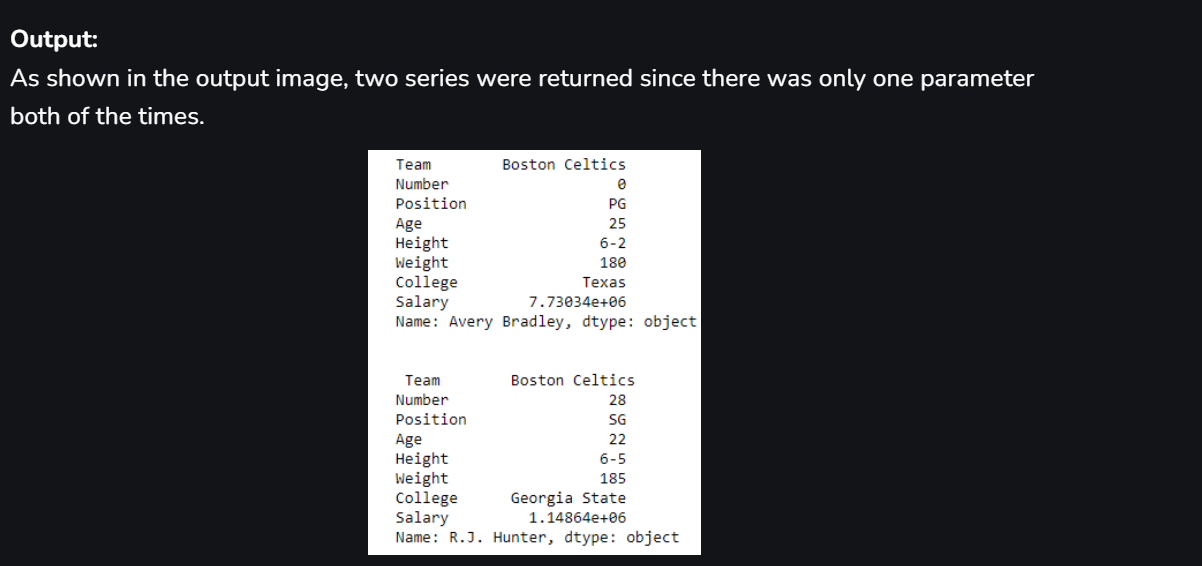 Output:
As shown in the output image, two series were returned since there was only one parameter
both of the times.
Team        Boston Celtics
Number                   0
Position                PG
Age                     25
Height                 6-2
Weight                 180
College              Texas
Salary         7.73034e+06
Name: Avery Bradley, dtype: object
Team        Boston Celtics
Number                  28
Position                SG
Age                     22
Height                 6-5
Weight                 185
College      Georgia State
Salary         1.14864e+06
Name: R.J. Hunter, dtype: object